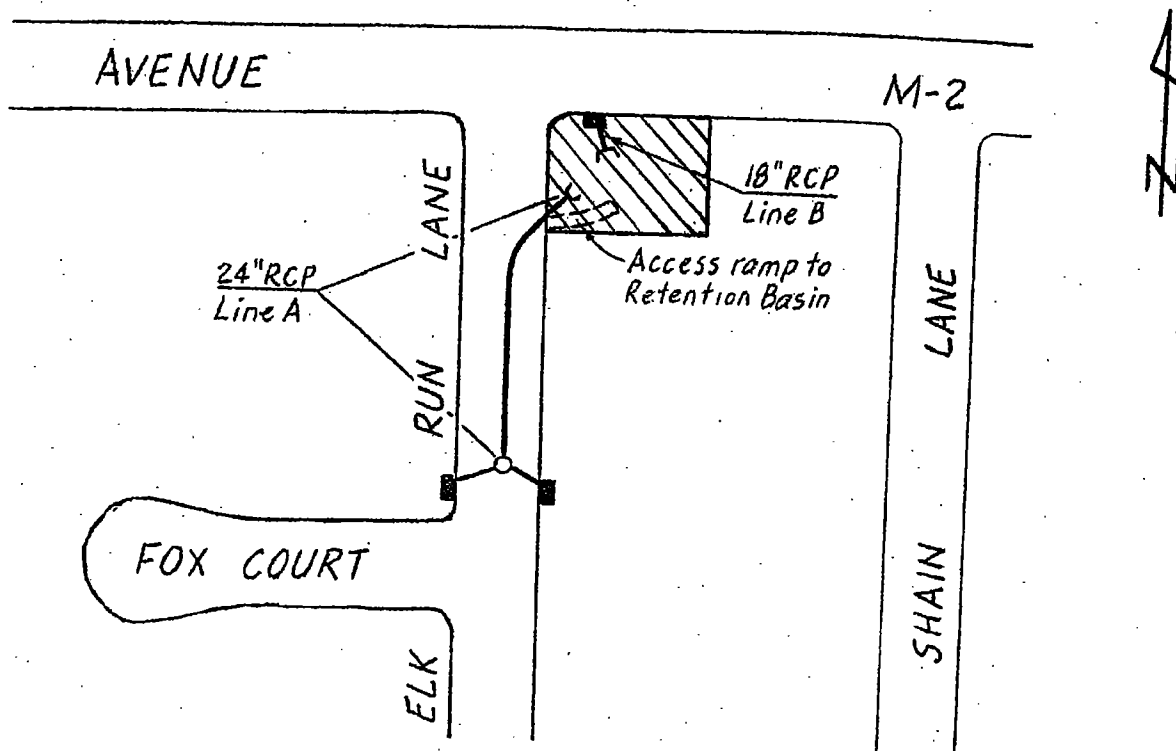 AVENUE M-2
N
18" RCP
Line B
Access ramp to
Retention Basin
24" RCP
Line A
ELK RUN LANE
FOX COURT
SHAIN LANE